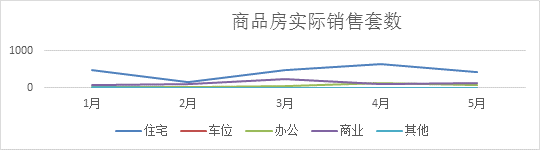 商品房实际销售套数
1000
0
1月 2月 3月 4月 5月
住宅 车位 办公 商业 其他